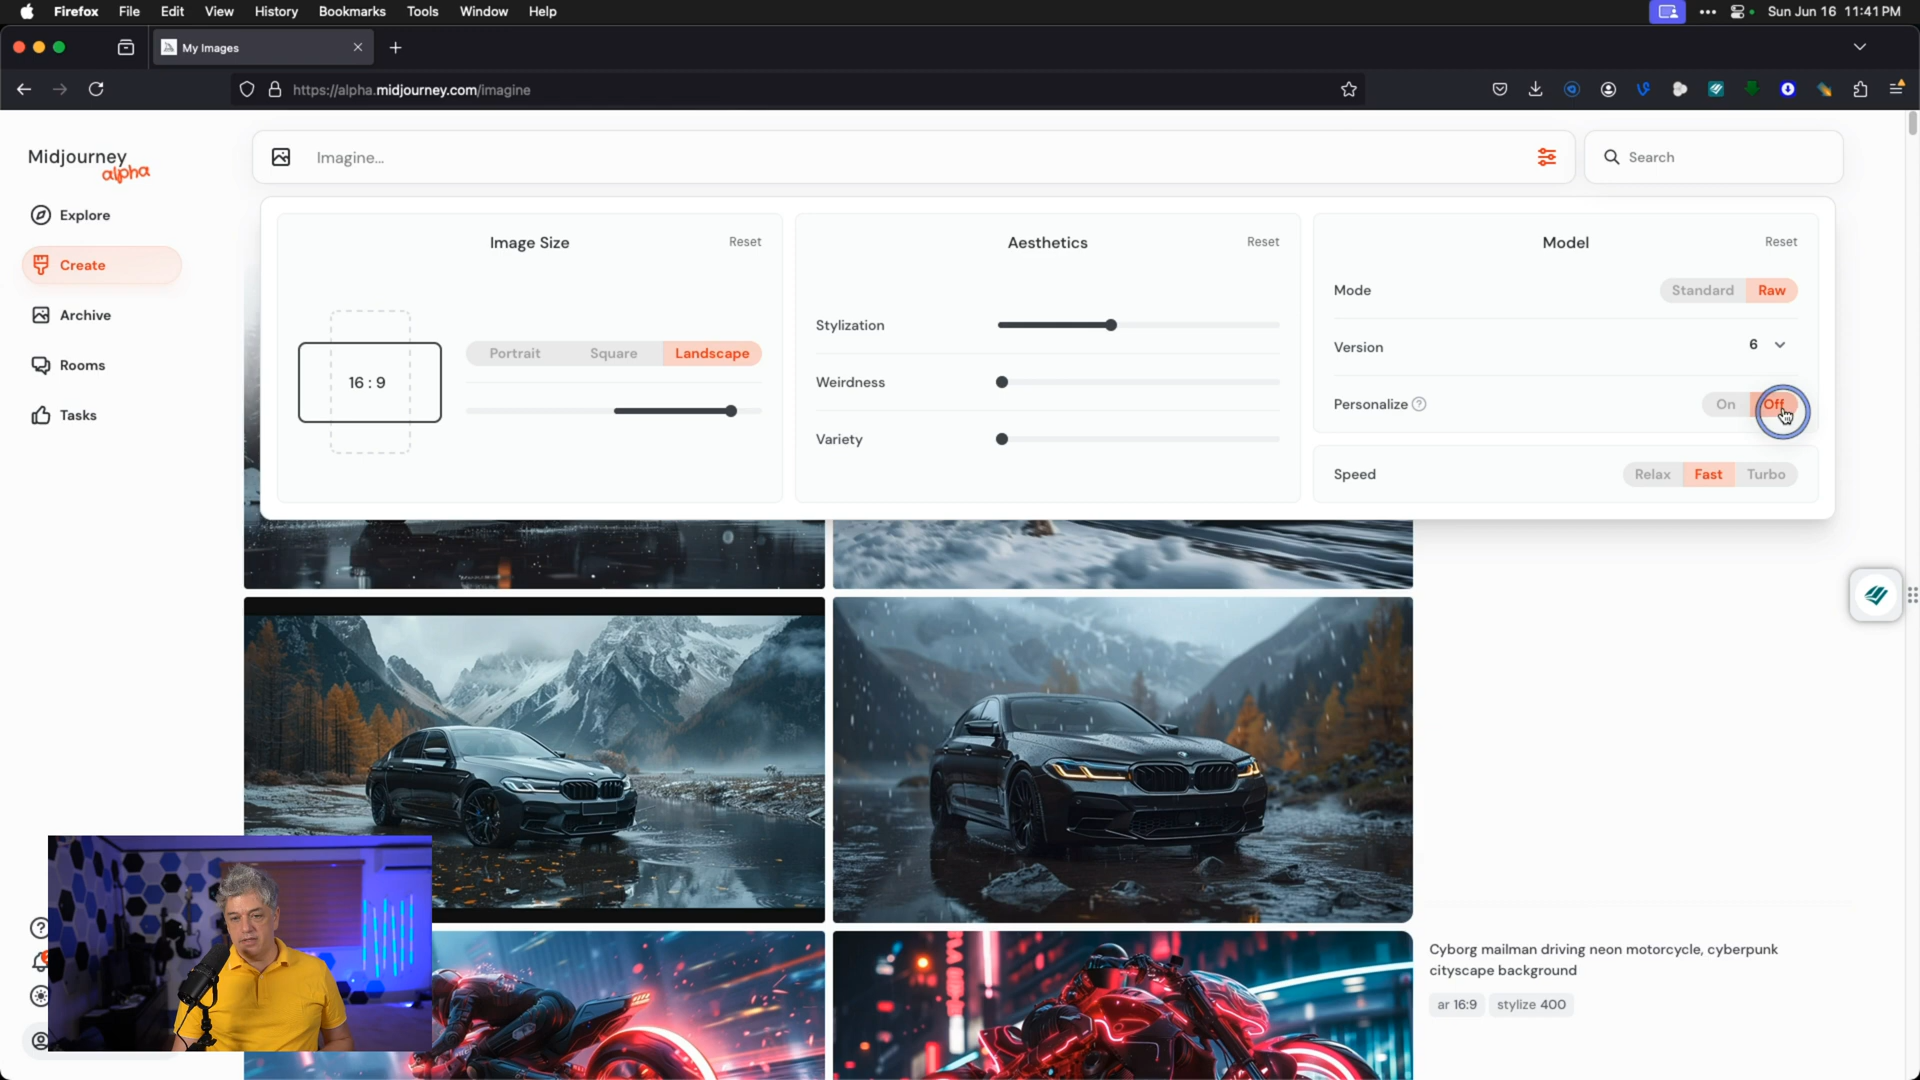 Firefox File Edit View History Bookmarks Tools Window Help Sun Jun 16 11:41 PM
My Images
https://alpha.midjourney.com/imagine
Midjourney
alpha
Imagine...
Search
Explore
Create
Archive
Rooms
Tasks
Image Size Reset
16 : 9
Portrait Square Landscape
Aesthetics Reset
Stylization
Weirdness
Variety
Model Reset
Mode Standard Raw
Version 6
Personalize On Off
Speed Relax Fast Turbo
Cyborg mailman driving neon motorcycle, cyberpunk
cityscape background
ar 16:9 stylize 400